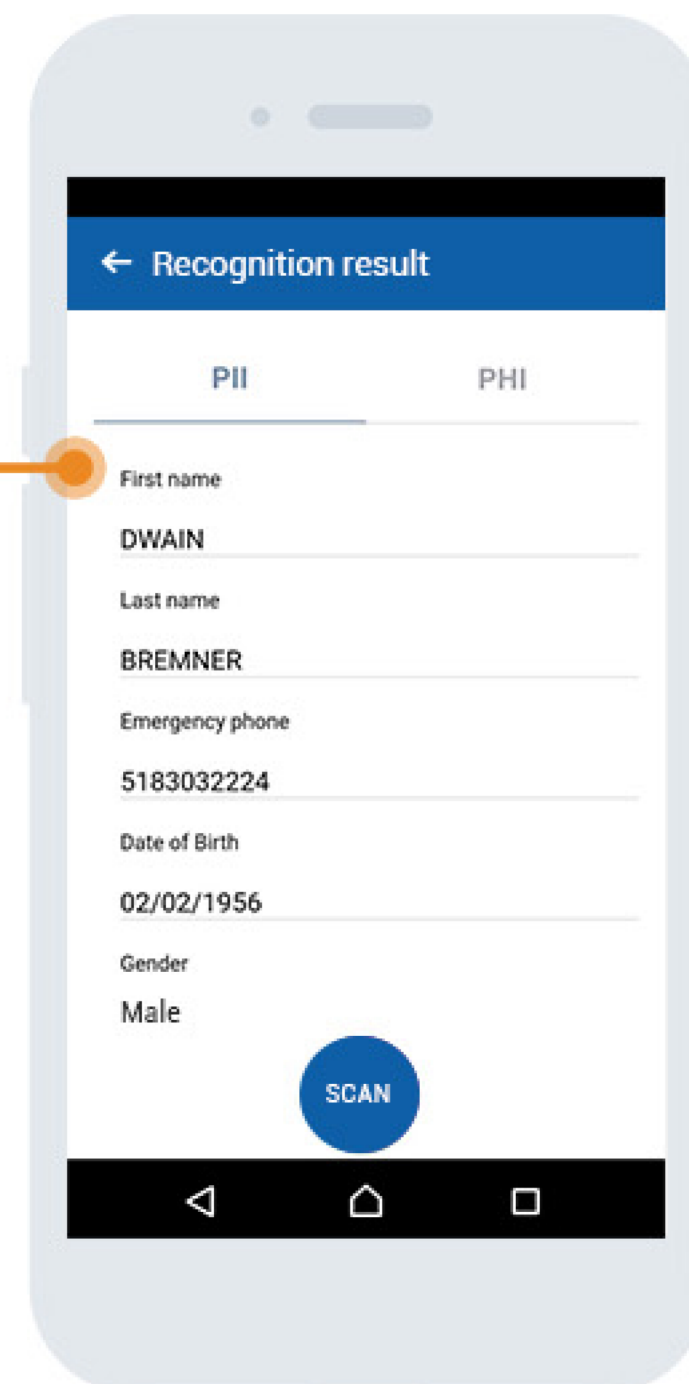 Recognition result
PII PHI
First name
DWAIN
Last name
BREMNER
Emergency phone
5183032224
Date of Birth
02/02/1956
Gender
Male
SCAN